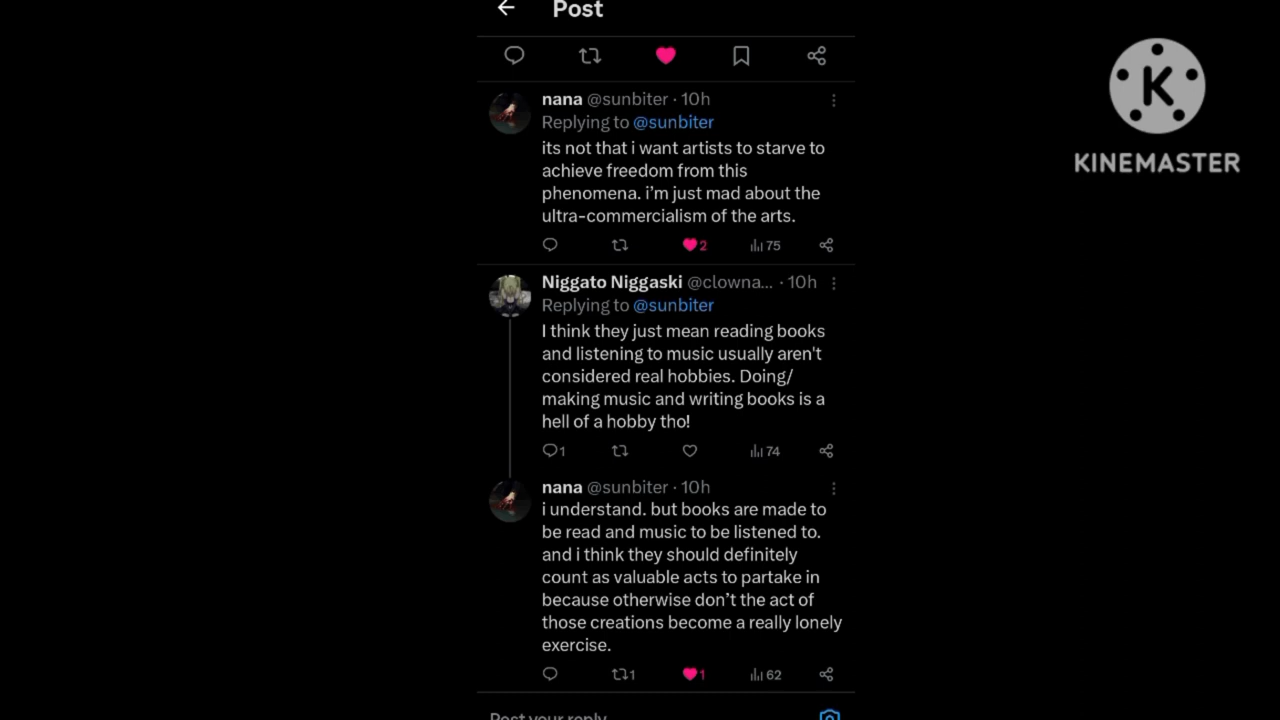 Post
nana @sunbiter · 10h
Replying to @sunbiter
its not that i want artists to starve to
achieve freedom from this
phenomena. i'm just mad about the
ultra-commercialism of the arts.
2 75
Niggato Niggaski @clowna... · 10h
Replying to @sunbiter
I think they just mean reading books
and listening to music usually aren't
considered real hobbies. Doing/
making music and writing books is a
hell of a hobby tho!
1 74
nana @sunbiter · 10h
i understand. but books are made to
be read and music to be listened to.
and i think they should definitely
count as valuable acts to partake in
because otherwise don't the act of
those creations become a really lonely
exercise.
1 1 62
Post your reply
K
KINEMASTER